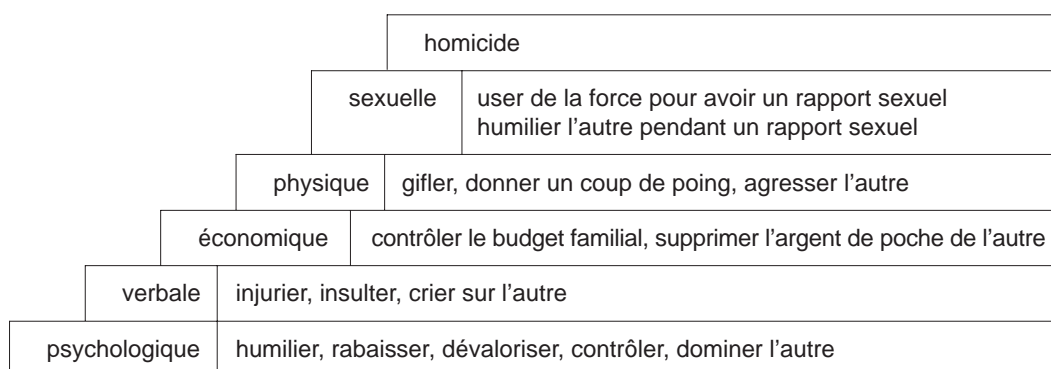 homicide
sexuelle user de la force pour avoir un rapport sexuel
humilier l’autre pendant un rapport sexuel
physique gifler, donner un coup de poing, agresser l’autre
économique contrôler le budget familial, supprimer l’argent de poche de l’autre
verbale injurier, insulter, crier sur l’autre
psychologique humilier, rabaisser, dévaloriser, contrôler, dominer l’autre